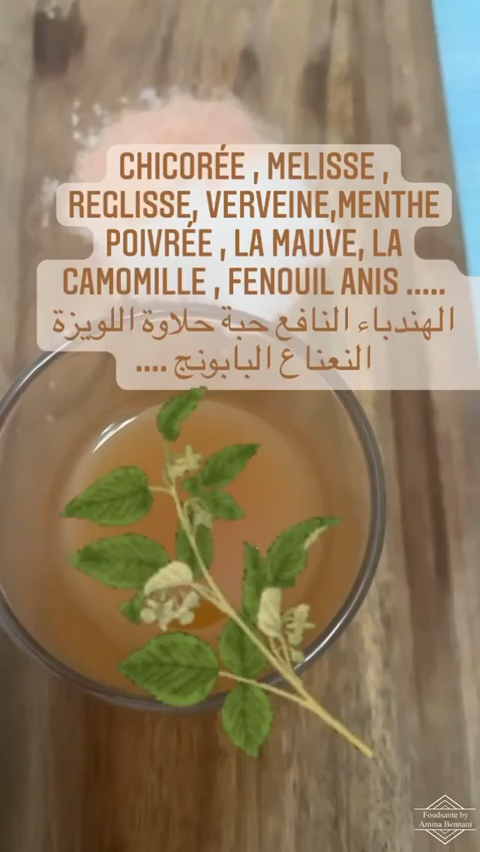 CHICORÉE , MELISSE ,
REGLISSE, VERVEINE,MENTHE
POIVRÉE , LA MAUVE, LA
CAMOMILLE , FENOUIL ANIS .....
الهندباء النافع حبة حلاوة اللويزة
النعناع البابونج ....
Foudsante by
Amina Bennani